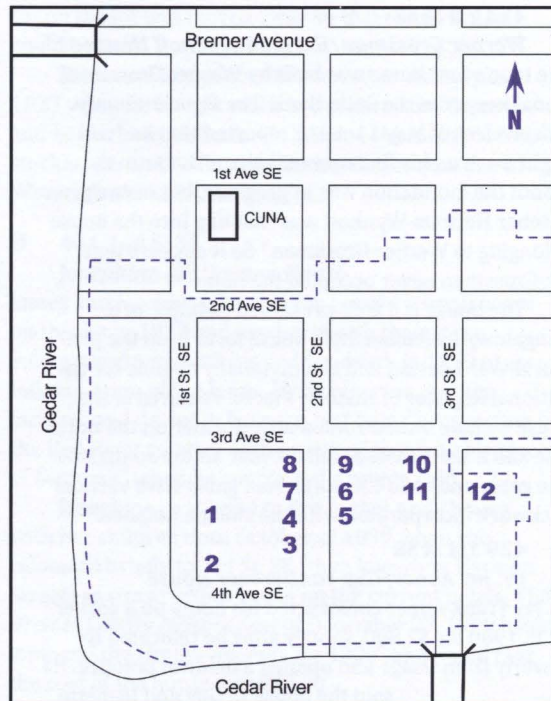 Bremer Avenue
N
1st Ave SE
CUNA
2nd Ave SE
Cedar River
1st St SE
2nd St SE
3rd St SE
3rd Ave SE
8 9 10
7 6 11 12
1 4 5
3
2
4th Ave SE
Cedar River